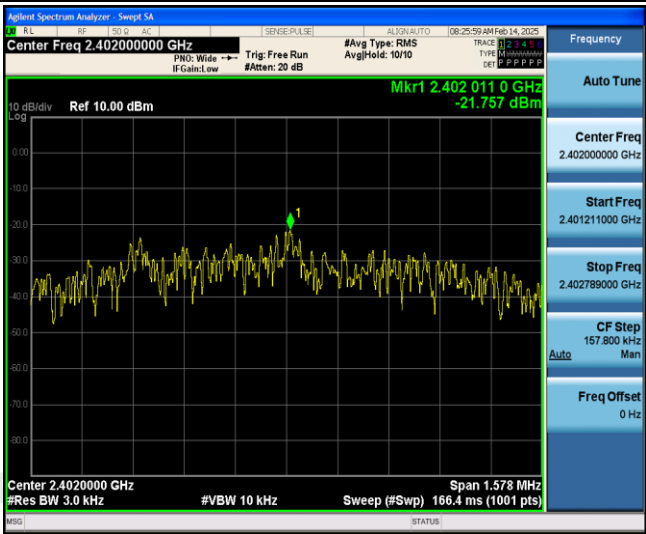 Agilent Spectrum Analyzer - Swept SA
RL RF 50 Ω AC SENSE:PULSE ALIGN AUTO 08:25:59 AM Feb 14, 2025
Center Freq 2.402000000 GHz
PNO: Wide
IFGain:Low
Trig: Free Run
#Atten: 20 dB
#Avg Type: RMS
Avg|Hold: 10/10
TRACE 1 2 3 4 5 6
TYPE M
DET P P P P P P
Mkr1 2.402 011 0 GHz
-21.757 dBm
10 dB/div Ref 10.00 dBm
Log
0.00
-10.0
-20.0
-30.0
-40.0
-50.0
-60.0
-70.0
-80.0
1
Center 2.4020000 GHz Span 1.578 MHz
#Res BW 3.0 kHz #VBW 10 kHz Sweep (#Swp) 166.4 ms (1001 pts)
MSG STATUS
Frequency
Auto Tune
Center Freq
2.402000000 GHz
Start Freq
2.401211000 GHz
Stop Freq
2.402789000 GHz
CF Step
157.800 kHz
Auto Man
Freq Offset
0 Hz